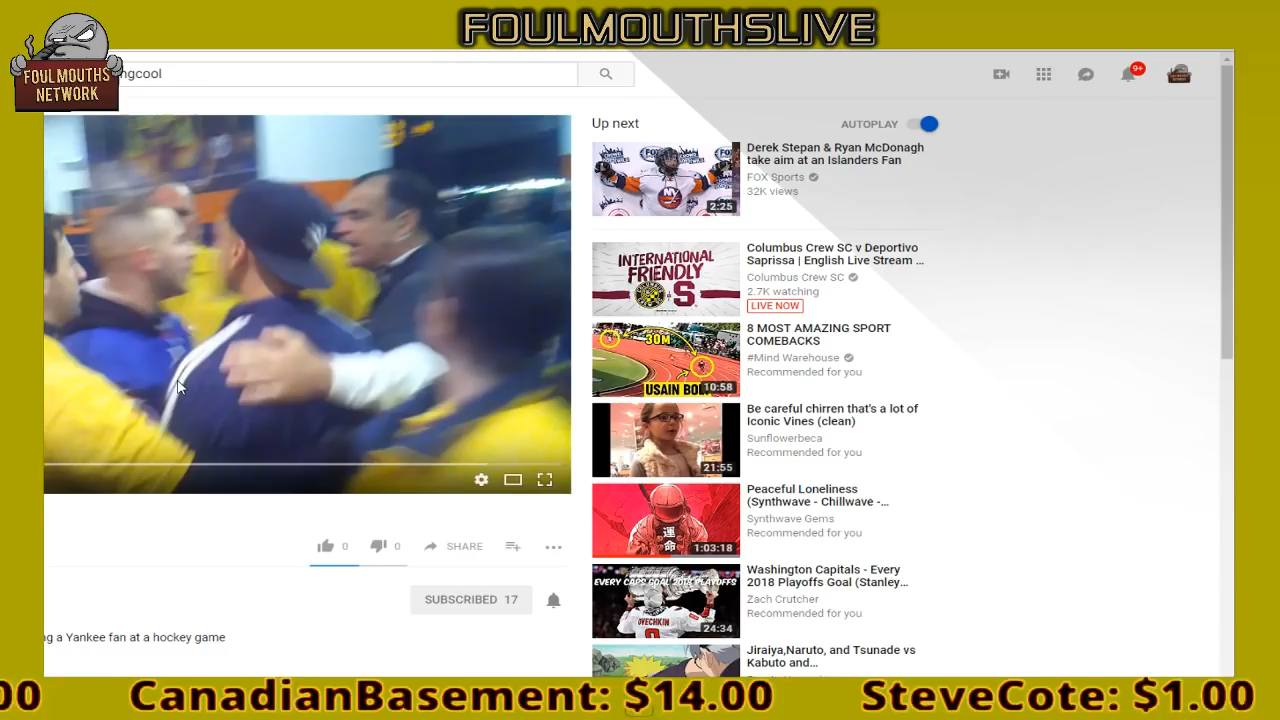 FOULMOUTHSLIVE
FOULMOUTHS
NETWORK
ngcool
9+
Up next
AUTOPLAY
Derek Stepan & Ryan McDonagh
take aim at an Islanders Fan
FOX Sports
32K views
2:25
Columbus Crew SC v Deportivo
Saprissa | English Live Stream ...
Columbus Crew SC
2.7K watching
LIVE NOW
INTERNATIONAL
FRIENDLY
8 MOST AMAZING SPORT
COMEBACKS
#Mind Warehouse
Recommended for you
30M
USAIN BOL
10:58
Be careful chirren that's a lot of
Iconic Vines (clean)
Sunflowerbeca
Recommended for you
21:55
Peaceful Loneliness
(Synthwave - Chillwave -...
Synthwave Gems
Recommended for you
運命
1:03:18
Washington Capitals - Every
2018 Playoffs Goal (Stanley...
Zach Crutcher
Recommended for you
EVERY CAPS GOAL 2018 PLAYOFFS
OVECHKIN
24:34
Jiraiya,Naruto, and Tsunade vs
Kabuto and...
0
0
SHARE
SUBSCRIBED 17
ng a Yankee fan at a hockey game
00 CanadianBasement: $14.00 SteveCote: $1.00